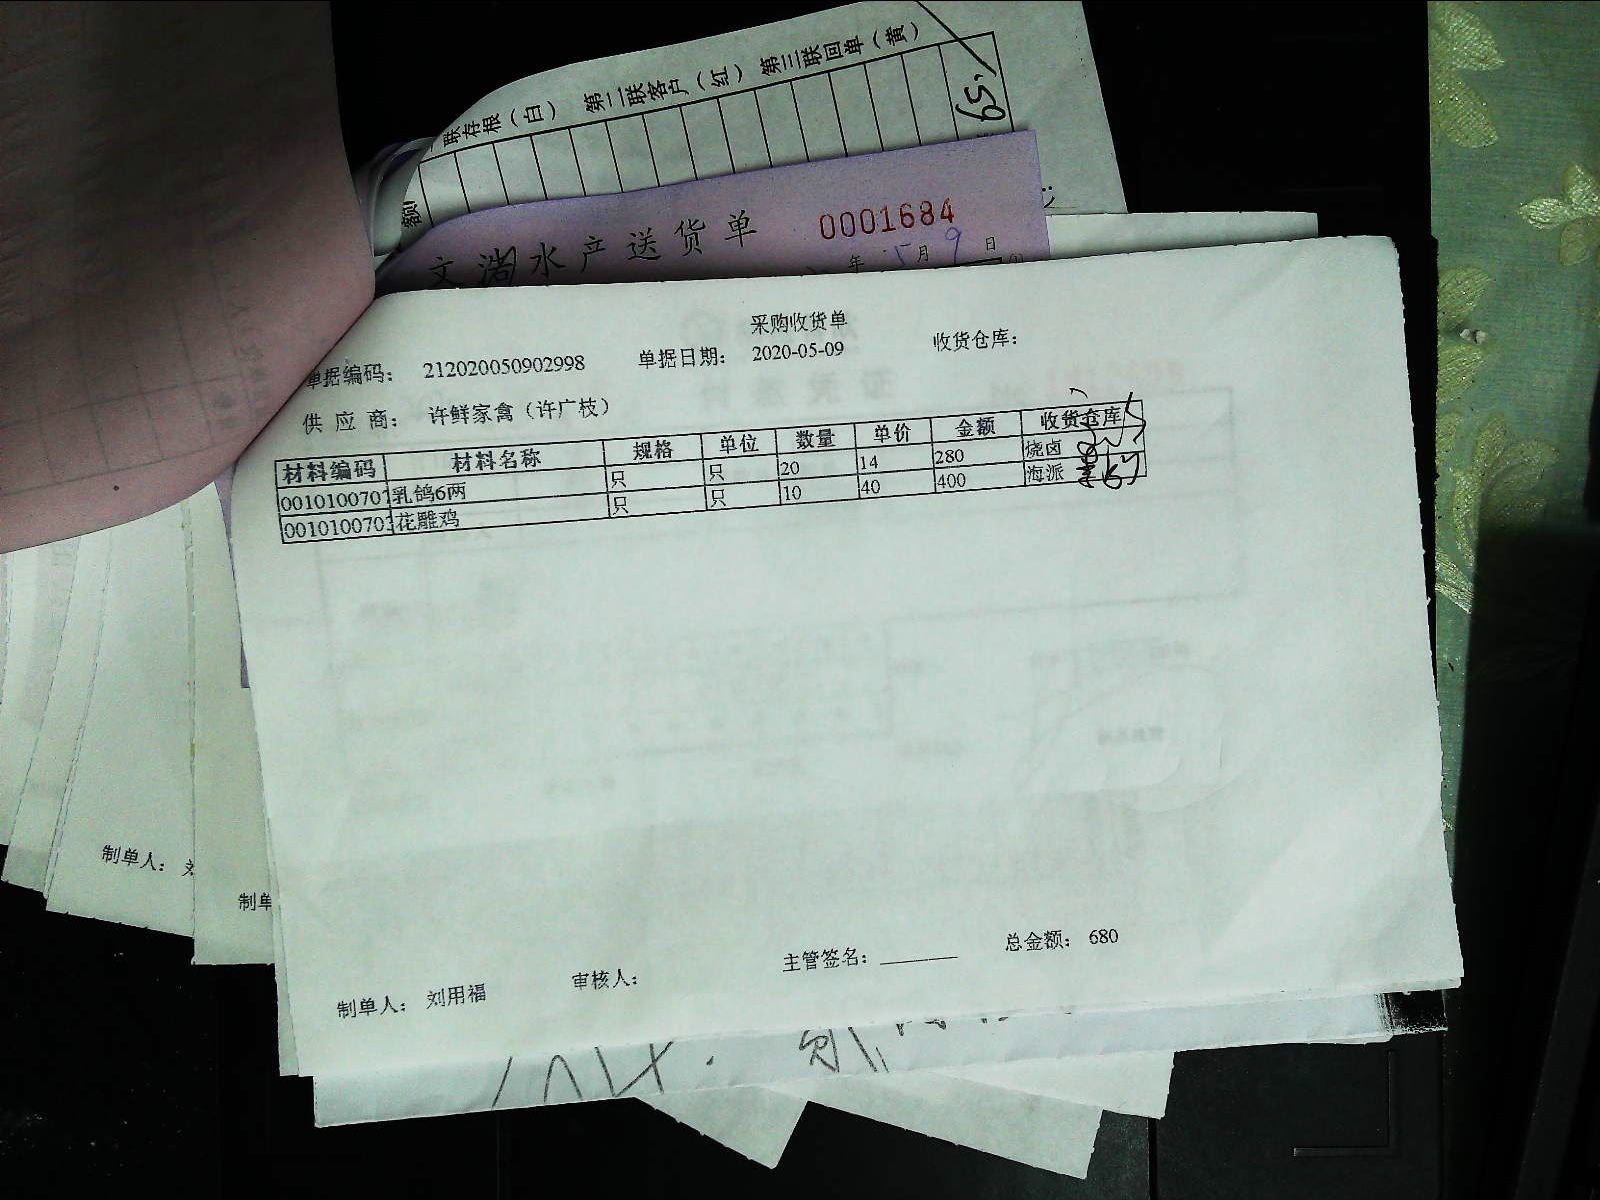 联存根（白） 第二联客户（红） 第三联回单（黄）
额
59.
文湖水产送货单 0001684
年 5月 9日
采购收货单
单据编码： 212020050902998 单据日期： 2020-05-09 收货仓库：
供应商： 许鲜家禽（许广枝）
材料编码 材料名称 规格 单位 数量 单价 金额 收货仓库
0010100707 乳鸽6两 只 只 20 14 280 烧卤
0010100703 花雕鸡 只 只 10 40 400 海派
制单人：
制单
主管签名： 总金额： 680
制单人： 刘用福 审核人：